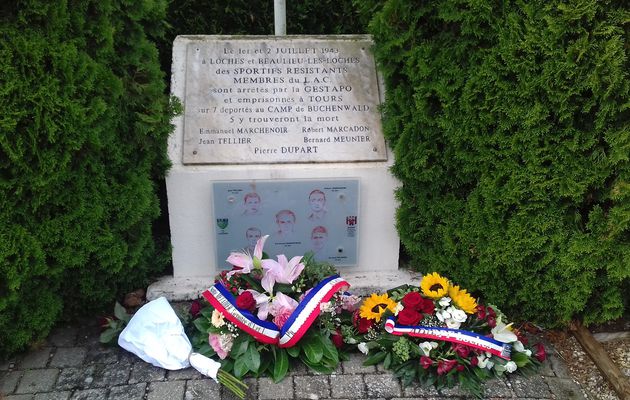 Le 1er et 2 JUILLET 1943
à LOCHES et BEAULIEU-LES-LOCHES
des SPORTIFS RESISTANTS
MEMBRES du L.A.C.
sont arrêtés par la GESTAPO
et emprisonnés à TOURS
sur 7 déportés au CAMP de BUCHENWALD
5 y trouveront la mort
Emmanuel MARCHENOIR Robert MARCADON
Jean TELLIER Bernard MEUNIER
Pierre DUPART